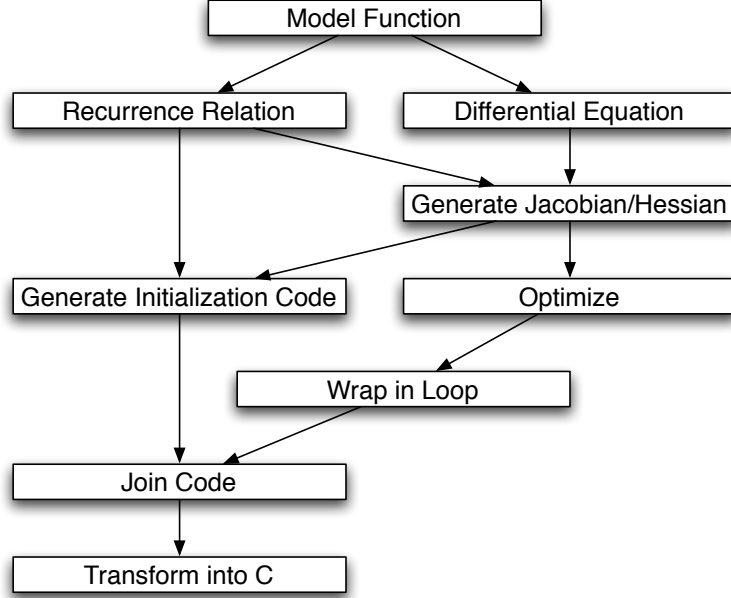 Model Function
Recurrence Relation
Differential Equation
Generate Jacobian/Hessian
Generate Initialization Code
Optimize
Wrap in Loop
Join Code
Transform into C